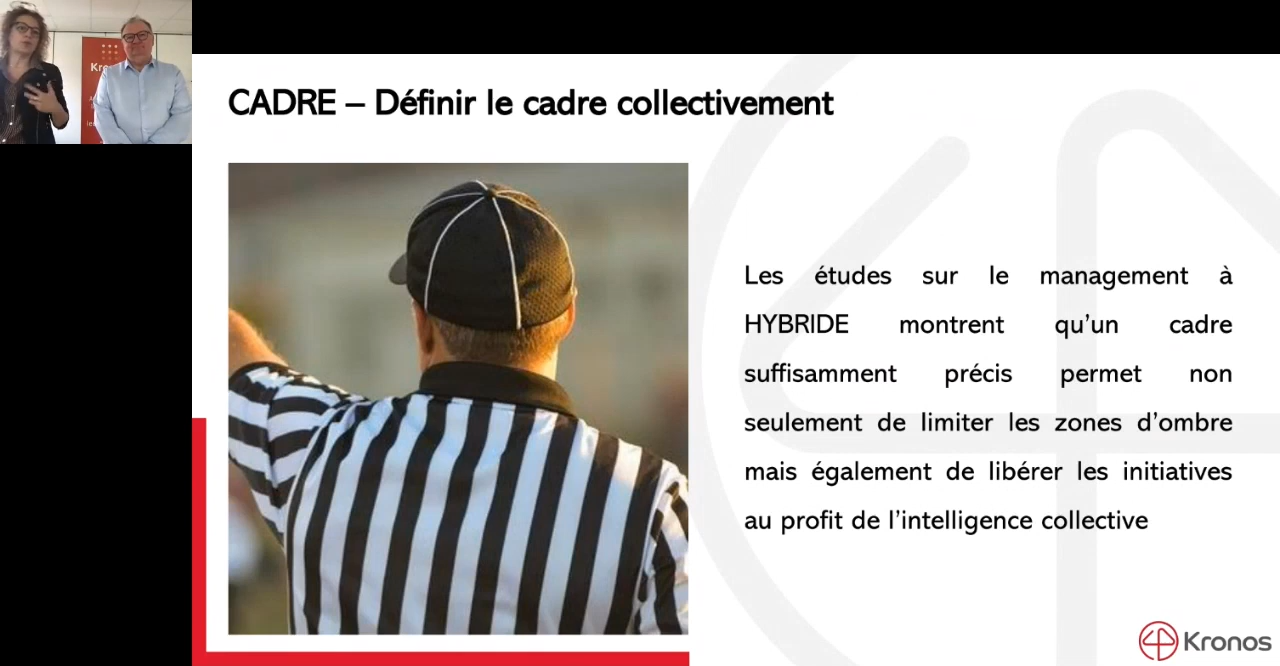 Kro
CADRE – Définir le cadre collectivement
Les études sur le management à
HYBRIDE montrent qu’un cadre
suffisamment précis permet non
seulement de limiter les zones d’ombre
mais également de libérer les initiatives
au profit de l’intelligence collective
Kronos